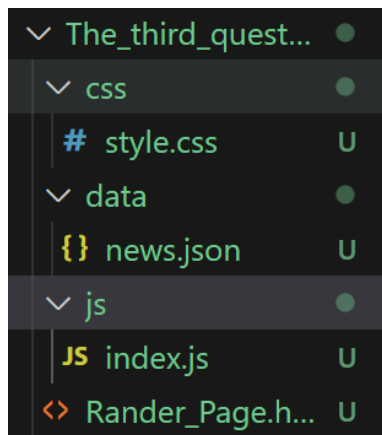 The_third_quest...
css
# style.css U
data
{} news.json U
js
JS index.js U
<> Rander_Page.h... U